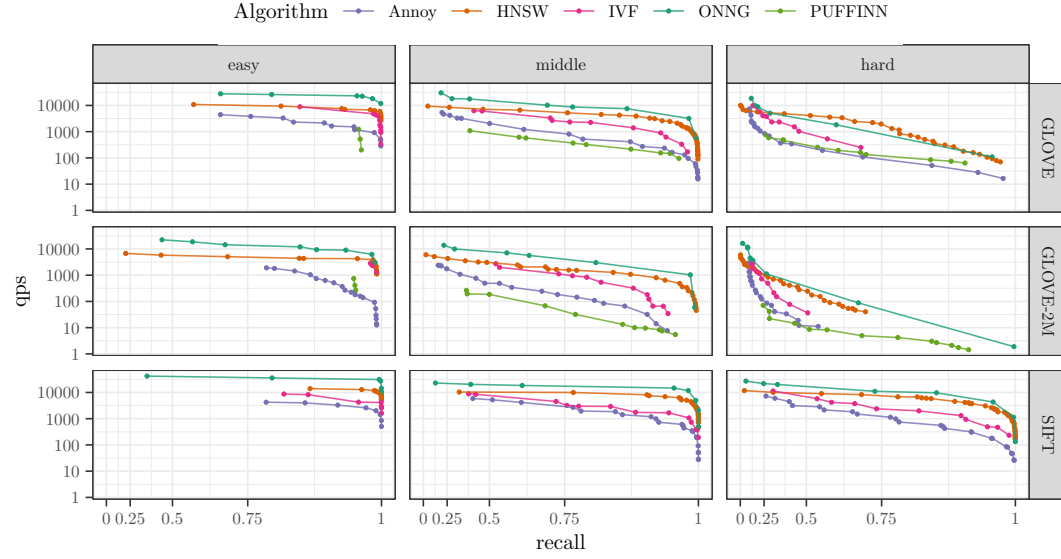 Algorithm Annoy HNSW IVF ONNG PUFFINN
easy middle hard
10000
1000
100
10
1
GLOVE
10000
1000
100
10
1
GLOVE-2M
10000
1000
100
10
1
SIFT
qps
0 0.25 0.5 0.75 1 0 0.25 0.5 0.75 1 0 0.25 0.5 0.75 1
recall